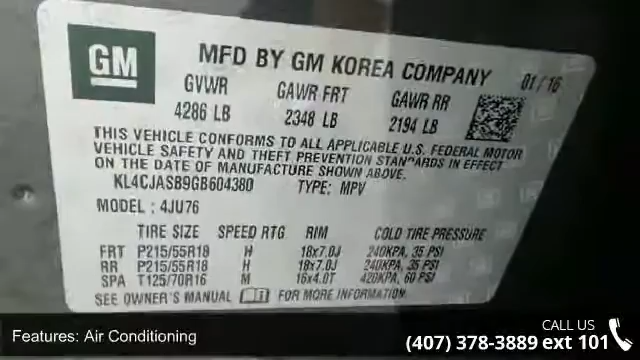 GM
MFD BY GM KOREA COMPANY 01/16
GVWR GAWR FRT GAWR RR
4286 LB 2348 LB 2194 LB
THIS VEHICLE CONFORMS TO ALL APPLICABLE U.S. FEDERAL MOTOR
VEHICLE SAFETY AND THEFT PREVENTION STANDARDS IN EFFECT
ON THE DATE OF MANUFACTURE SHOWN ABOVE.
KL4CJASB9GB604380 TYPE: MPV
MODEL: 4JU76
TIRE SIZE SPEED RTG RIM COLD TIRE PRESSURE
FRT P215/55R18 H 18x7.0J 240KPA, 35 PSI
RR P215/55R18 H 18x7.0J 240KPA, 35 PSI
SPA T125/70R16 M 16x4.0T 420KPA, 60 PSI
SEE OWNER'S MANUAL FOR MORE INFORMATION.
CALL US
Features: Air Conditioning
(407) 378-3889 ext 101